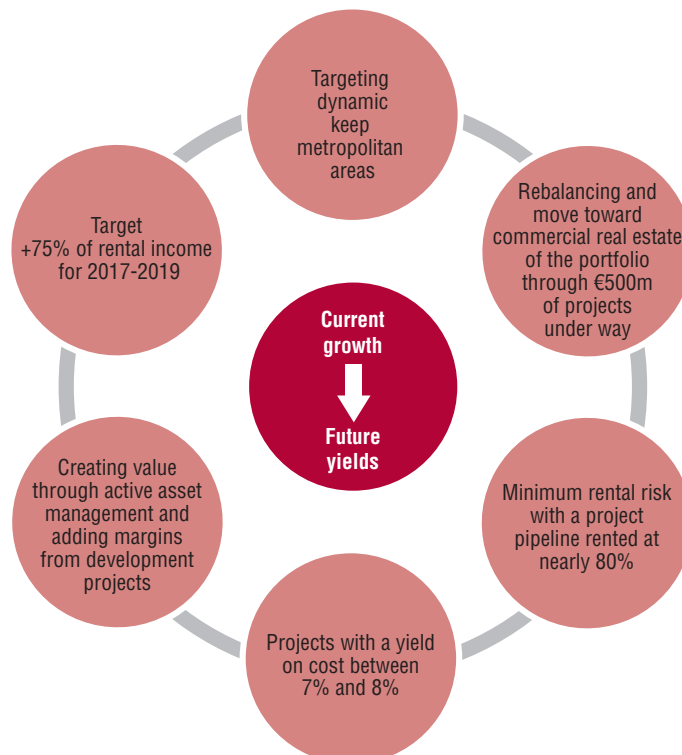 Targeting
dynamic
keep
metropolitan
areas
Rebalancing and
move toward
commercial real estate
of the portfolio
through €500m
of projects
under way
Minimum rental risk
with a project
pipeline rented at
nearly 80%
Projects with a yield
on cost between
7% and 8%
Creating value
through active asset
management and
adding margins
from development
projects
Target
+75% of rental income
for 2017-2019
Current
growth
Future
yields